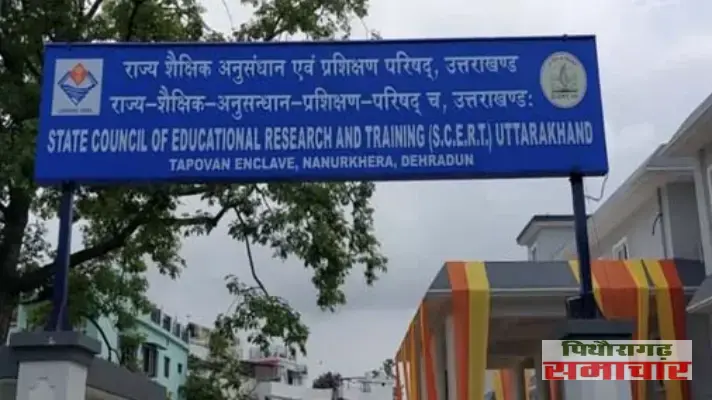 राज्य शैक्षिक अनुसंधान एवं प्रशिक्षण परिषद्, उत्तराखण्ड
राज्य-शैक्षिक-अनुसन्धान-प्रशिक्षण-परिषद् च, उत्तराखण्ड:
STATE COUNCIL OF EDUCATIONAL RESEARCH AND TRAINING (S.C.E.R.T.) UTTARAKHAND
TAPOVAN ENCLAVE, NANURKHERA, DEHRADUN
पिथौरागढ़
समाचार